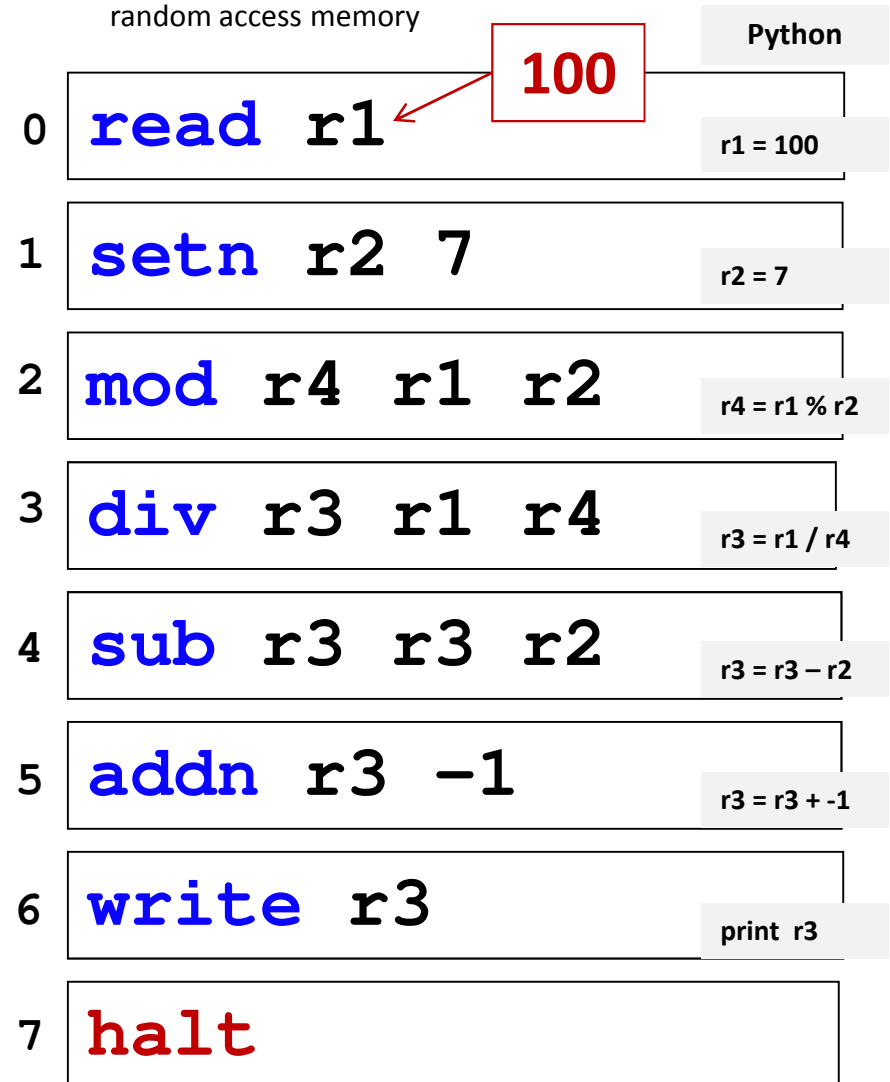 random access memory
Python
100
0 read r1
r1 = 100
1 setn r2 7
r2 = 7
2 mod r4 r1 r2
r4 = r1 % r2
3 div r3 r1 r4
r3 = r1 / r4
4 sub r3 r3 r2
r3 = r3 – r2
5 addn r3 –1
r3 = r3 + -1
6 write r3
print r3
7 halt